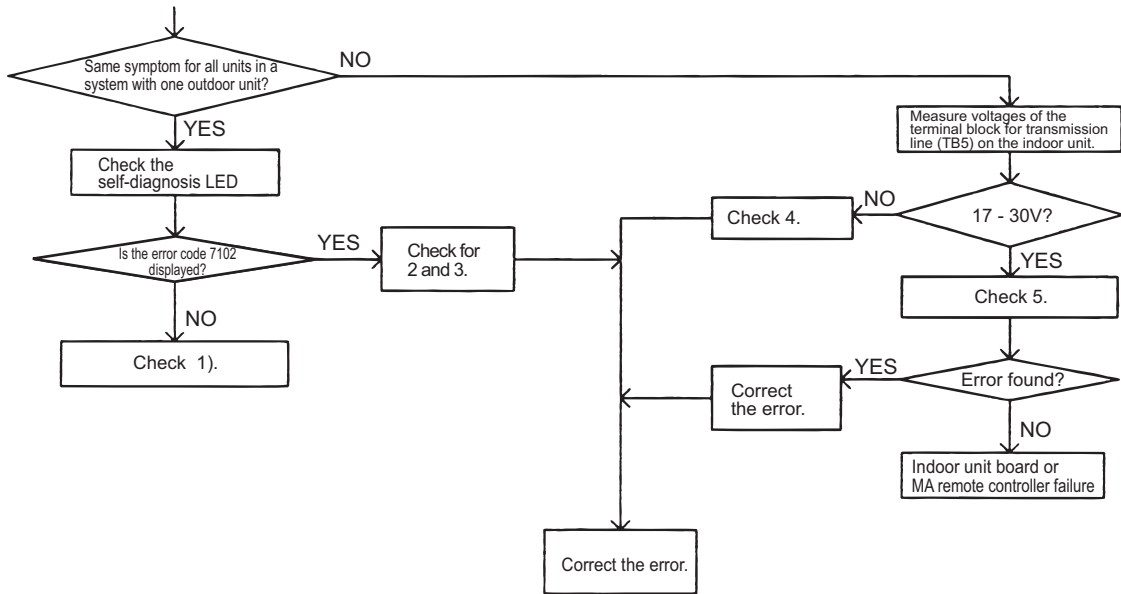 Same symptom for all units in a
system with one outdoor unit?
NO
YES
Measure voltages of the
terminal block for transmission
line (TB5) on the indoor unit.
Check the
self-diagnosis LED
17 - 30V?
NO
Check 4.
YES
Is the error code 7102
displayed?
YES
Check for
2 and 3.
NO
Check 5.
Check 1).
Error found?
YES
Correct
the error.
NO
Indoor unit board or
MA remote controller failure
Correct the error.